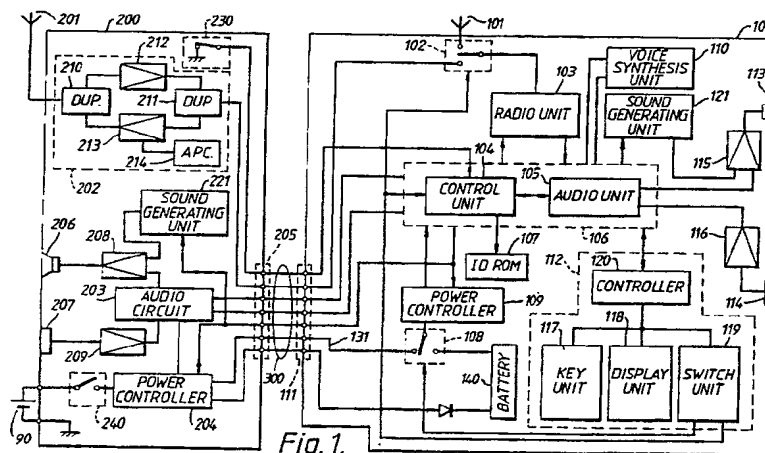 201
200
230
212
210
DUP.
211
DUP
213
214
APC.
202
221
SOUND GENERATING UNIT
206
208
205
203
AUDIO CIRCUIT
207
209
POWER CONTROLLER
204
240
90
300
111
131
Fig. 1.
101
102
103
RADIO UNIT
VOICE SYNTHESIS UNIT
110
SOUND GENERATING UNIT
121
113
115
104
CONTROL UNIT
105
AUDIO UNIT
106
107
ID ROM
116
114
112
120
CONTROLLER
POWER CONTROLLER
109
108
140
BATTERY
117
KEY UNIT
118
DISPLAY UNIT
119
SWITCH UNIT